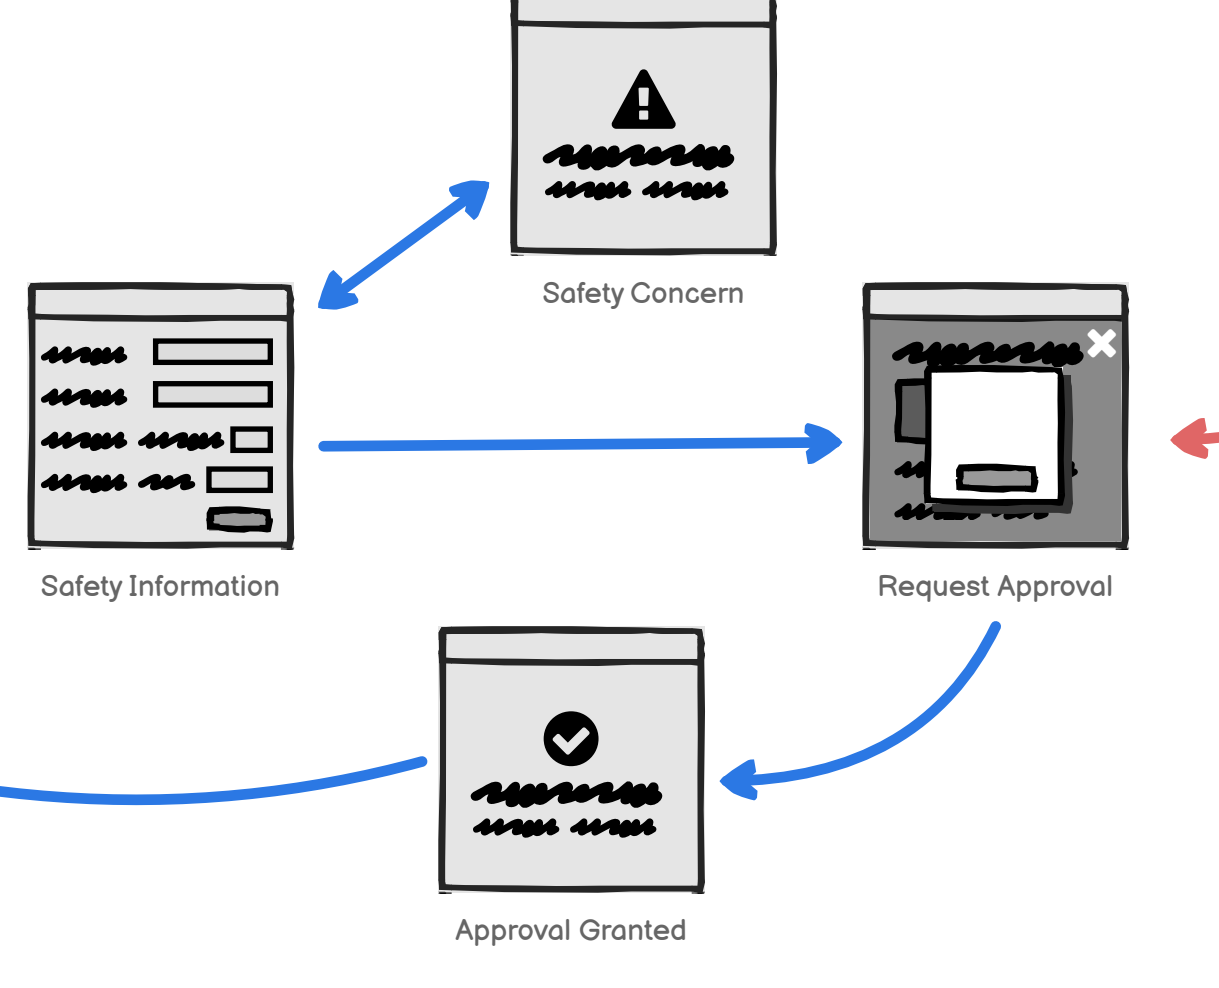 Safety Concern
Safety Information
Request Approval
Approval Granted